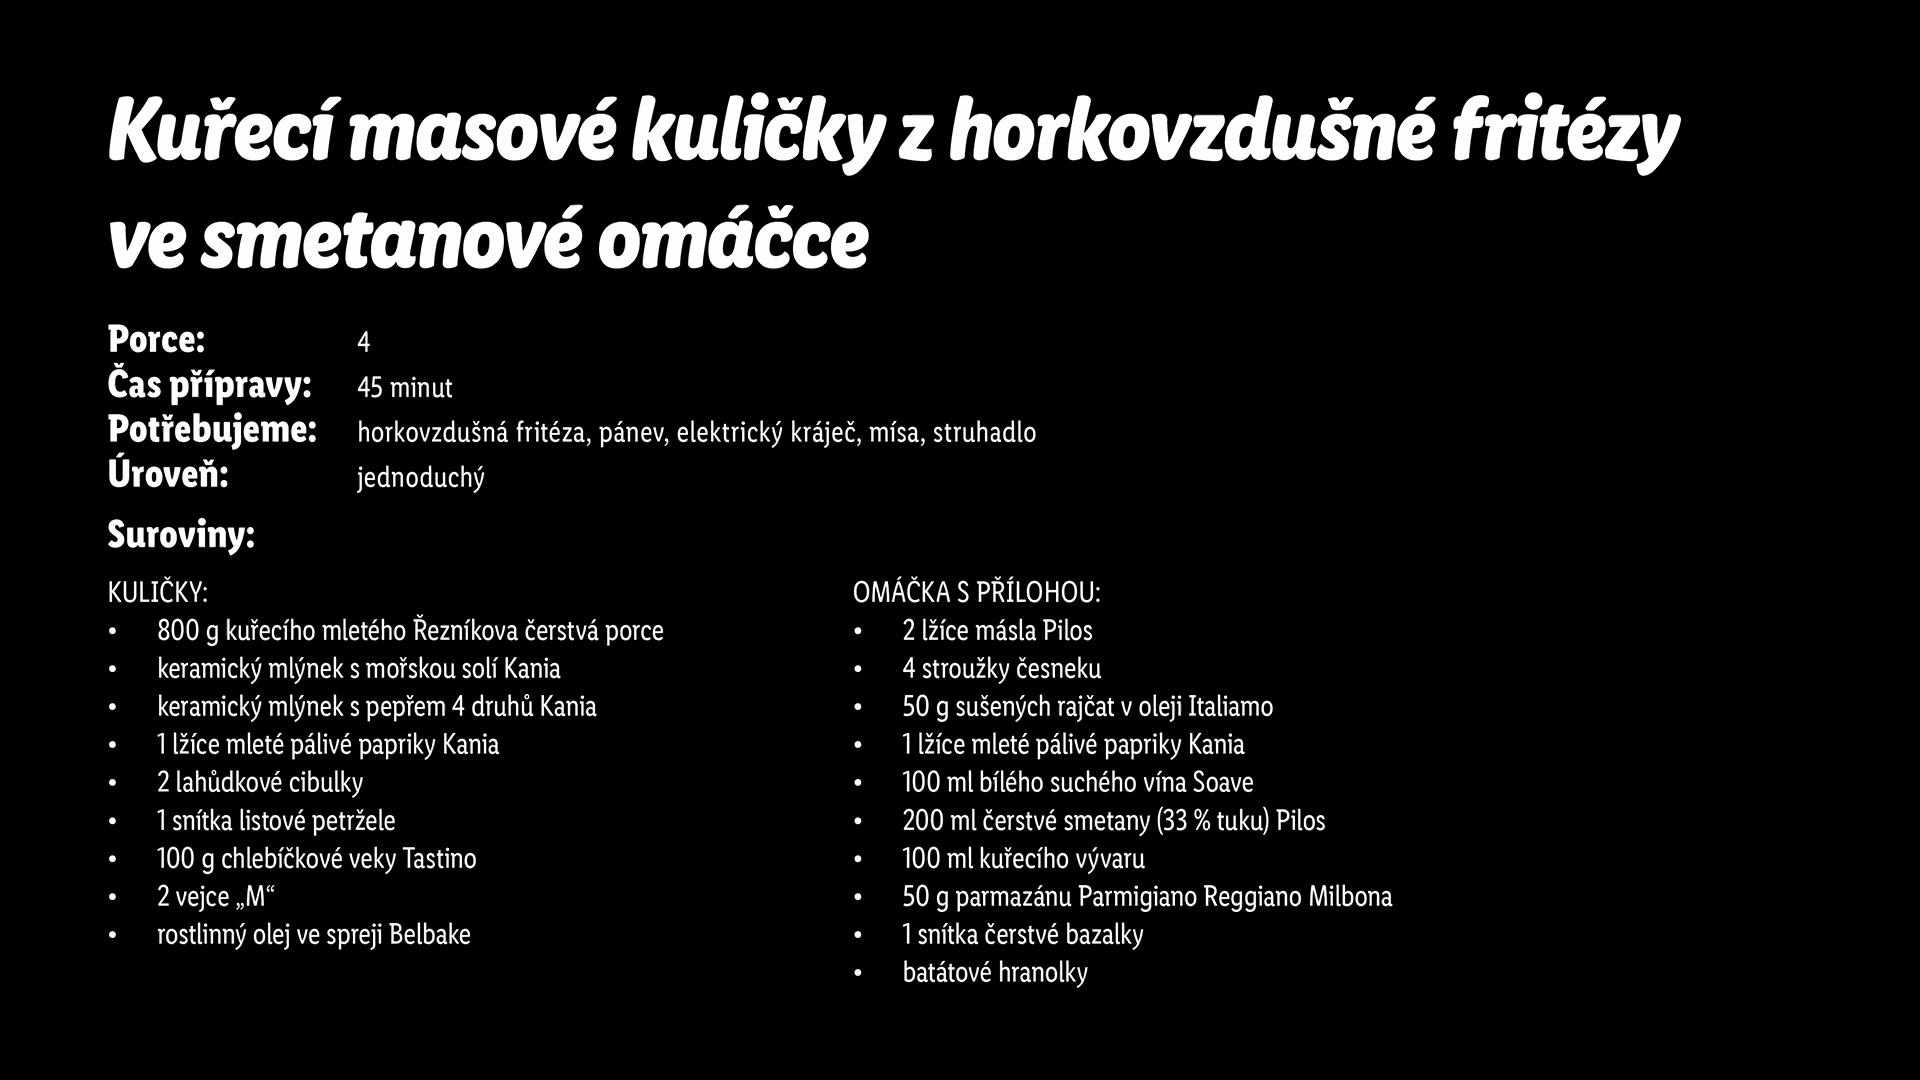 Kuřecí masové kuličky z horkovzdušné fritézy
ve smetanové omáčce
Porce: 4
Čas přípravy: 45 minut
Potřebujeme: horkovzdušná fritéza, pánev, elektrický kráječ, mísa, struhadlo
Úroveň: jednoduchý
Suroviny:
KULIČKY:
• 800 g kuřecího mletého Řezníkova čerstvá porce
• keramický mlýnek s mořskou solí Kania
• keramický mlýnek s pepřem 4 druhů Kania
• 1 lžíce mleté pálivé papriky Kania
• 2 lahůdkové cibulky
• 1 snítka listové petržele
• 100 g chlebíčkové veky Tastino
• 2 vejce „M“
• rostlinný olej ve spreji Belbake
OMÁČKA S PŘÍLOHOU:
• 2 lžíce másla Pilos
• 4 stroužky česneku
• 50 g sušených rajčat v oleji Italiamo
• 1 lžíce mleté pálivé papriky Kania
• 100 ml bílého suchého vína Soave
• 200 ml čerstvé smetany (33 % tuku) Pilos
• 100 ml kuřecího vývaru
• 50 g parmazánu Parmigiano Reggiano Milbona
• 1 snítka čerstvé bazalky
• batátové hranolky